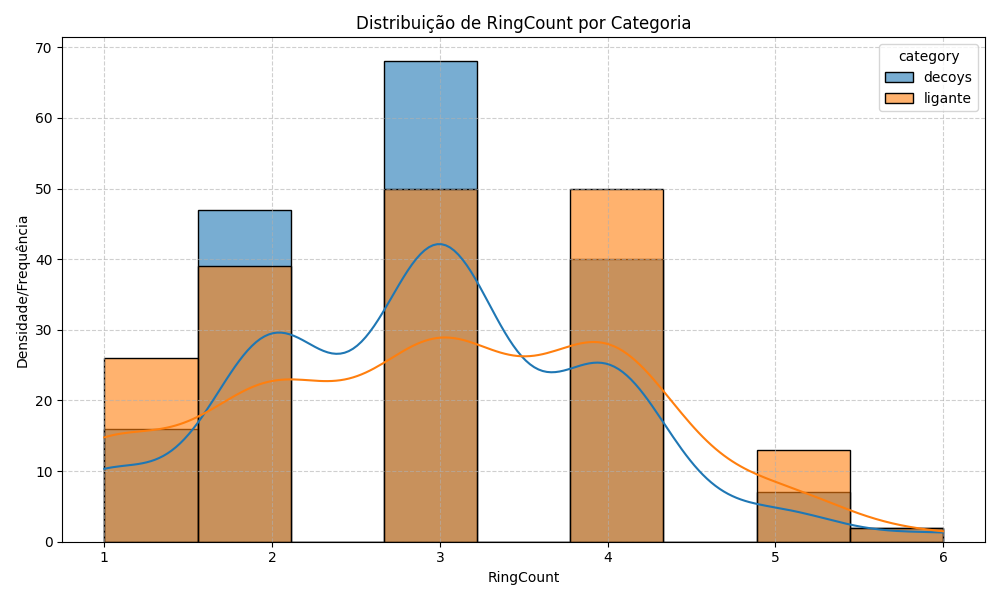 Distribuição de RingCount por Categoria
category
decoys
ligante
Densidade/Frequência
70
60
50
40
30
20
10
0
1 2 3 4 5 6
RingCount